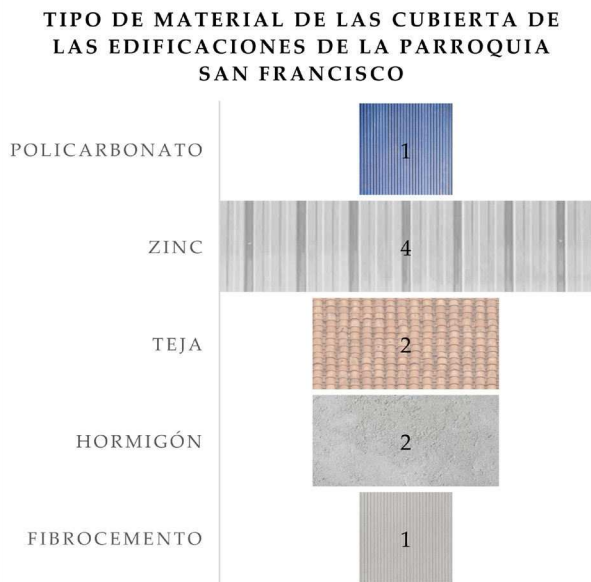 TIPO DE MATERIAL DE LAS CUBIERTA DE
LAS EDIFICACIONES DE LA PARROQUIA
SAN FRANCISCO
POLICARBONATO 1
ZINC 4
TEJA 2
HORMIGÓN 2
FIBROCEMENTO 1